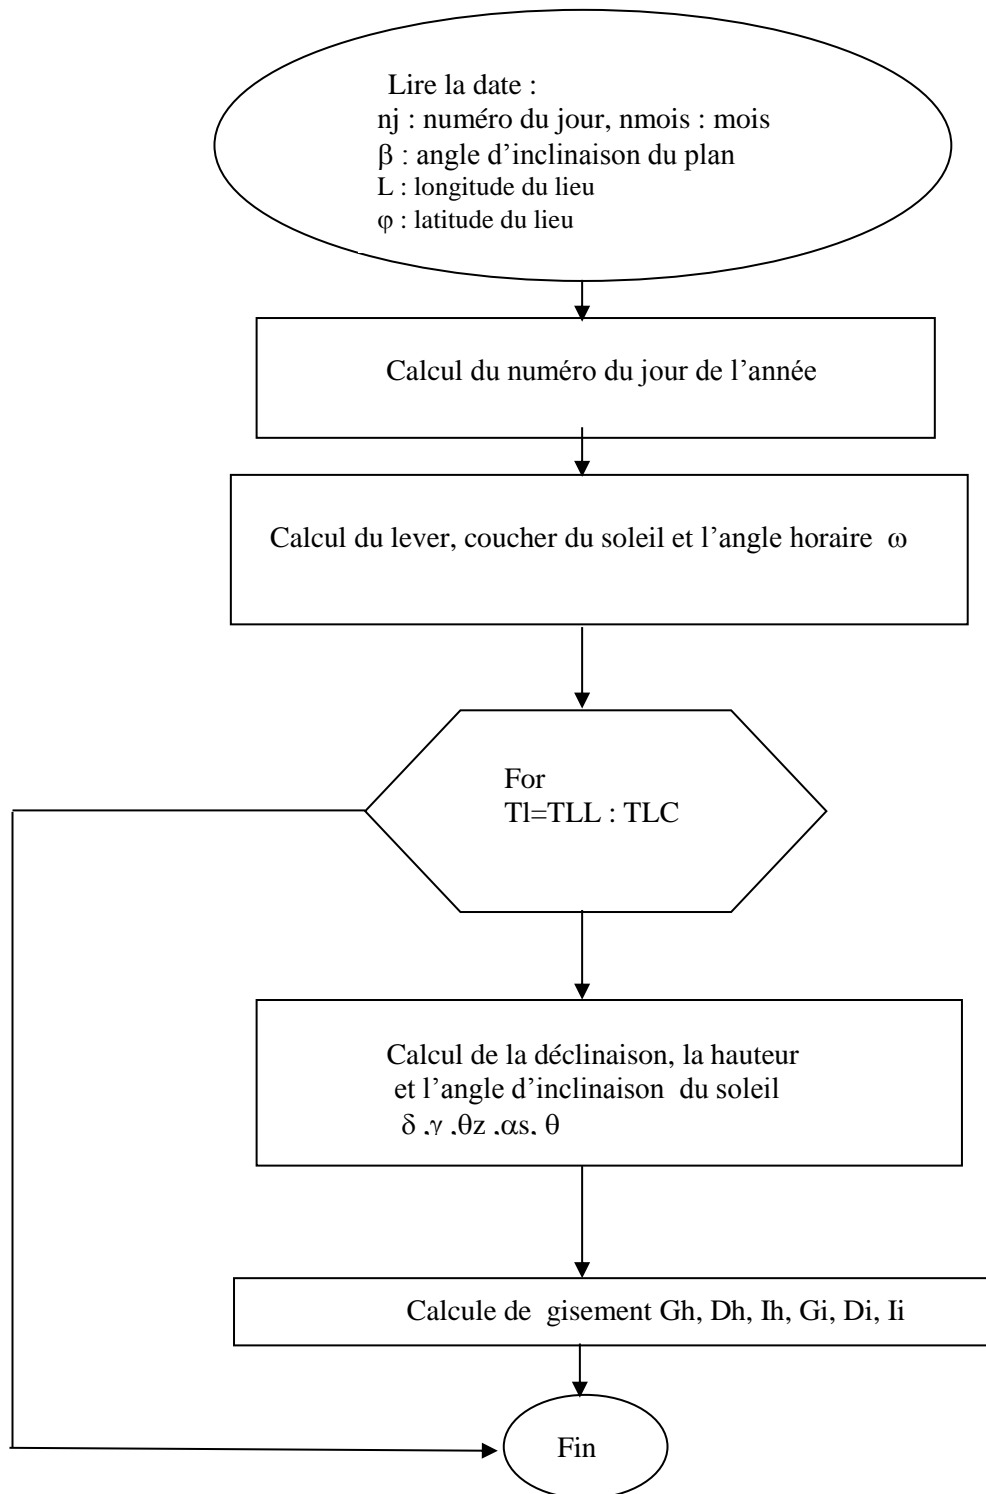 Lire la date :
nj : numéro du jour, nmois : mois
β : angle d’inclinaison du plan
L : longitude du lieu
φ : latitude du lieu
Calcul du numéro du jour de l’année
Calcul du lever, coucher du soleil et l’angle horaire ω
For
Tl=TLL : TLC
Calcul de la déclinaison, la hauteur
et l’angle d’inclinaison du soleil
δ ,γ ,θz ,αs, θ
Calcule de gisement Gh, Dh, Ih, Gi, Di, Ii
Fin